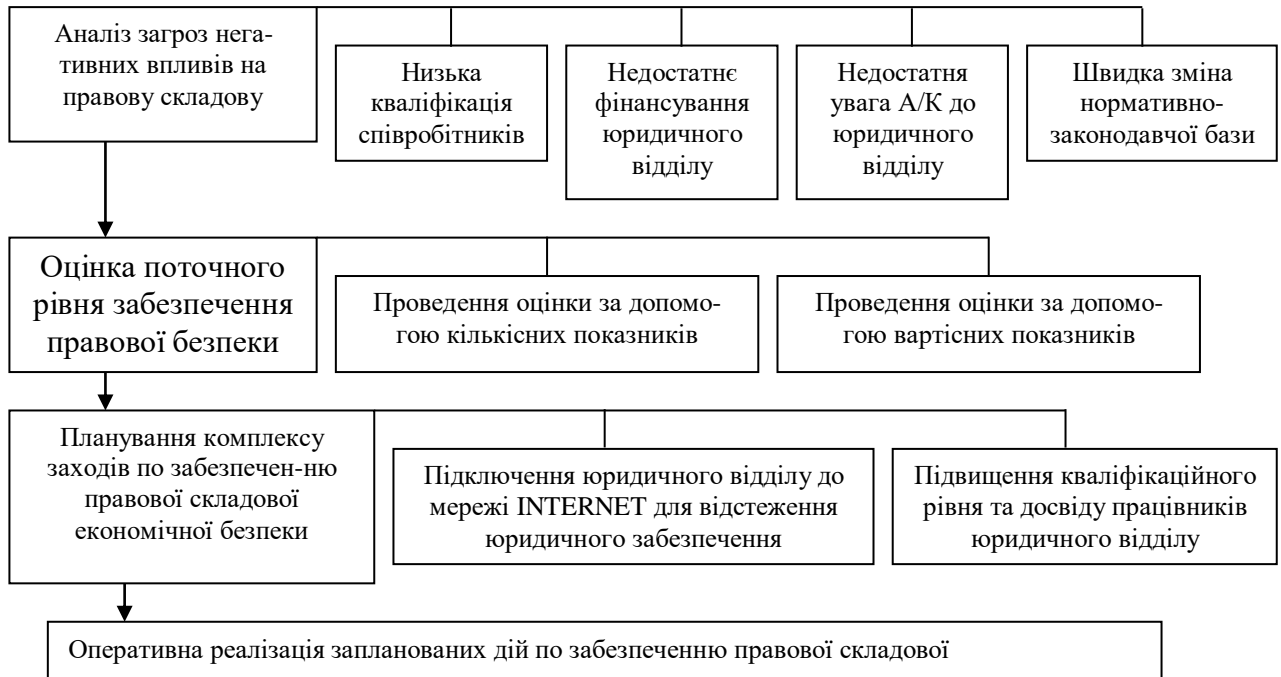 Аналіз загроз нега-
тивних впливів на
правову складову
Низька
кваліфікація
співробітників
Недостатнє
фінансування
юридичного
відділу
Недостатня
увага А/К до
юридичного
відділу
Швидка зміна
нормативно-
законодавчої бази
Оцінка поточного
рівня забезпечення
правової безпеки
Проведення оцінки за допомо-
гою кількісних показників
Проведення оцінки за допомо-
гою вартісних показників
Планування комплексу
заходів по забезпечен-ню
правової складової
економічної безпеки
Підключення юридичного відділу до
мережі INTERNET для відстеження
юридичного забезпечення
Підвищення кваліфікаційного
рівня та досвіду працівників
юридичного відділу
Оперативна реалізація запланованих дій по забезпеченню правової складової